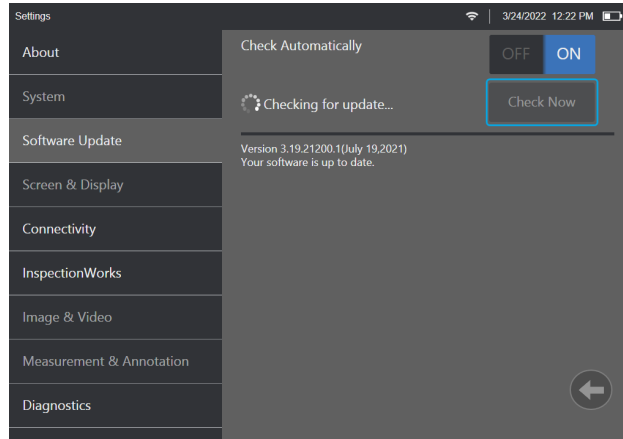 Settings
3/24/2022 12:22 PM
About
System
Software Update
Screen & Display
Connectivity
InspectionWorks
Image & Video
Measurement & Annotation
Diagnostics
Check Automatically
OFF ON
Checking for update...
Check Now
Version 3.19.21200.1(July 19,2021)
Your software is up to date.